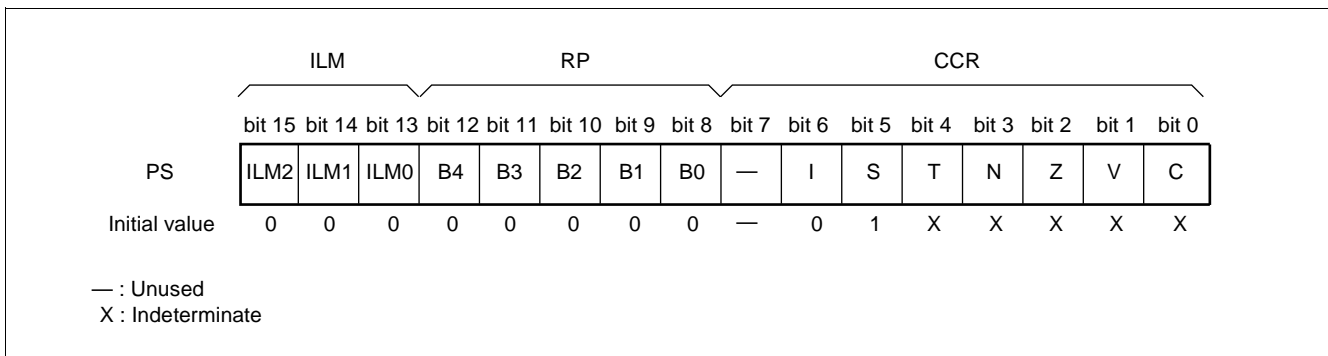 ILM RP CCR
bit 15 bit 14 bit 13 bit 12 bit 11 bit 10 bit 9 bit 8 bit 7 bit 6 bit 5 bit 4 bit 3 bit 2 bit 1 bit 0
PS ILM2 ILM1 ILM0 B4 B3 B2 B1 B0 — I S T N Z V C
Initial value 0 0 0 0 0 0 0 0 — 0 1 X X X X X
— : Unused
X : Indeterminate